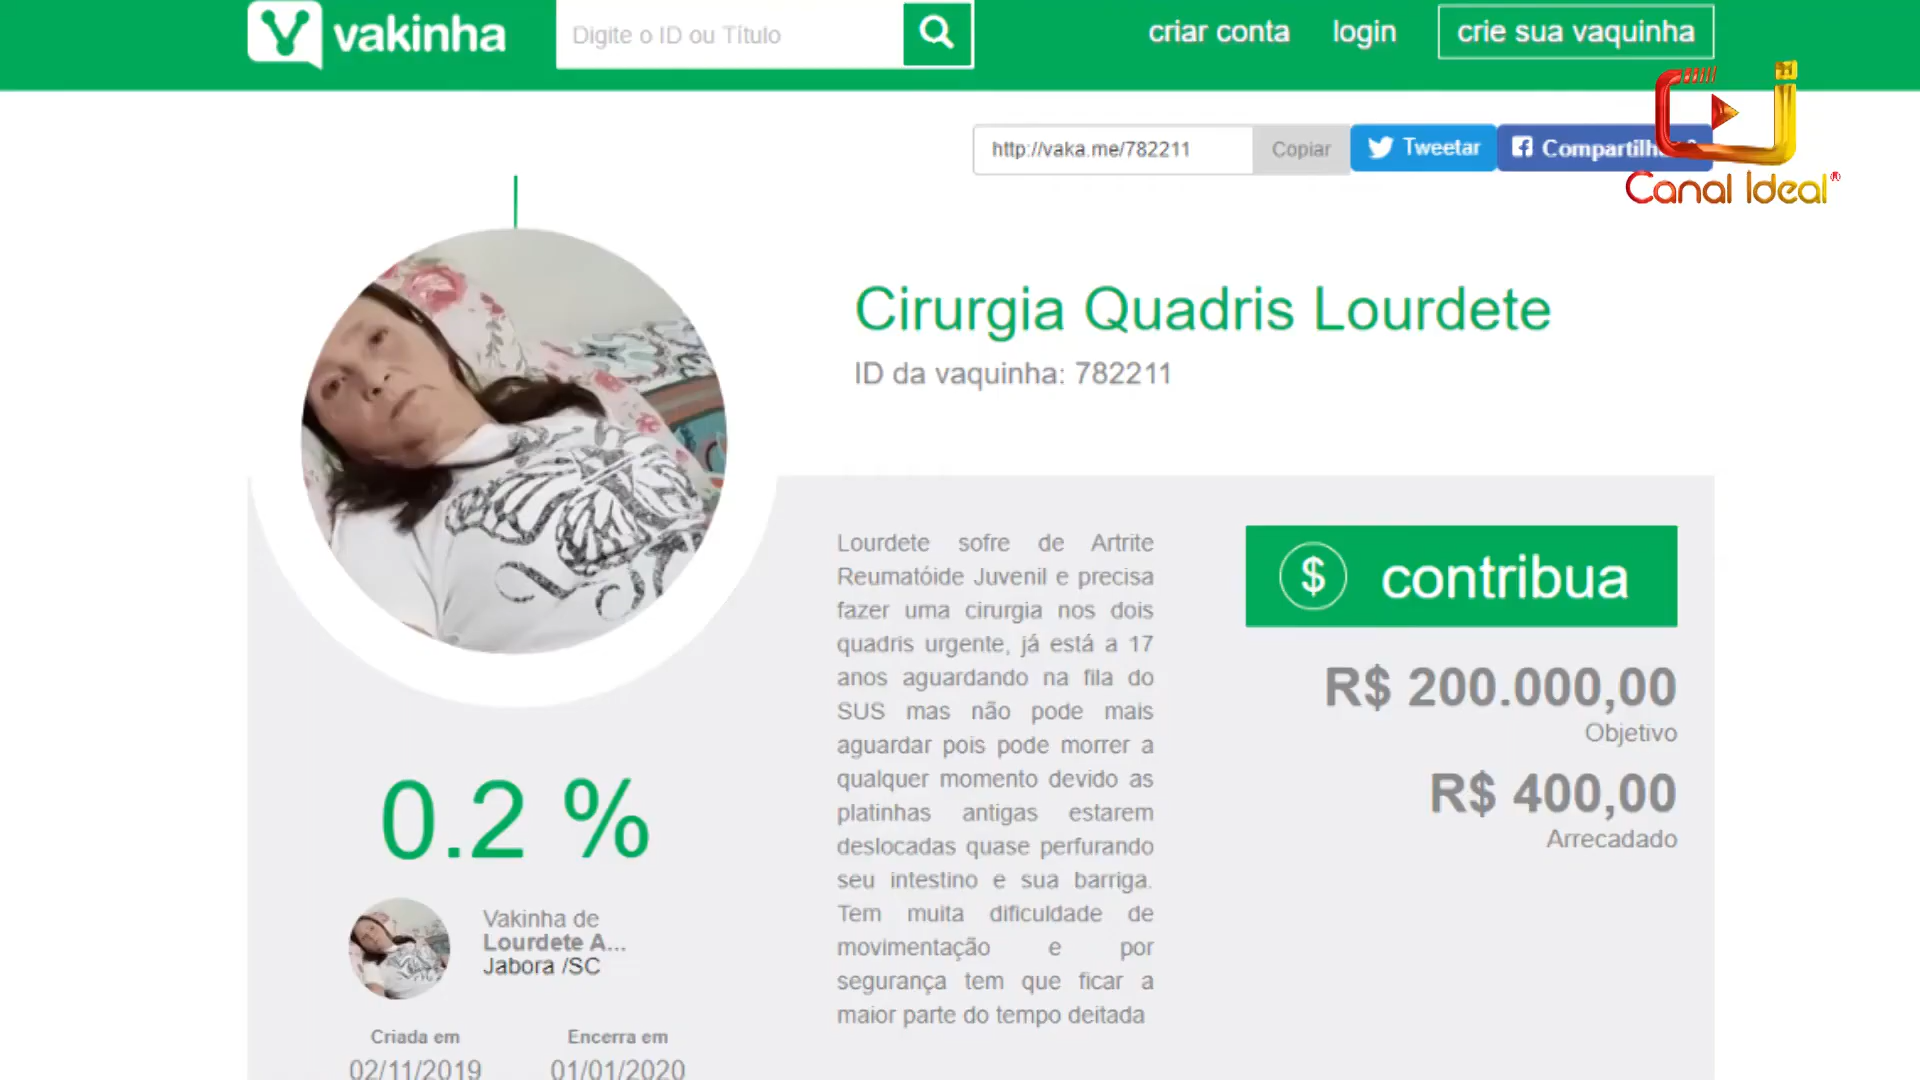 vakinha
Digite o ID ou Título
criar conta
login
crie sua vaquinha
http://vaka.me/782211
Copiar
Tweetar
Canal Ideal®
Cirurgia Quadris Lourdete
ID da vaquinha: 782211
Lourdete sofre de Artrite
Reumatóide Juvenil e precisa
fazer uma cirurgia nos dois
quadris urgente, já está a 17
anos aguardando na fila do
SUS mas não pode mais
aguardar pois pode morrer a
qualquer momento devido as
platinhas antigas estarem
deslocadas quase perfurando
seu intestino e sua barriga.
Tem muita dificuldade de
movimentação e por
segurança tem que ficar a
maior parte do tempo deitada
$ contribua
R$ 200.000,00
Objetivo
R$ 400,00
Arrecadado
0.2 %
Vakinha de
Lourdete A...
Jabora /SC
Criada em
02/11/2019
Encerra em
01/01/2020